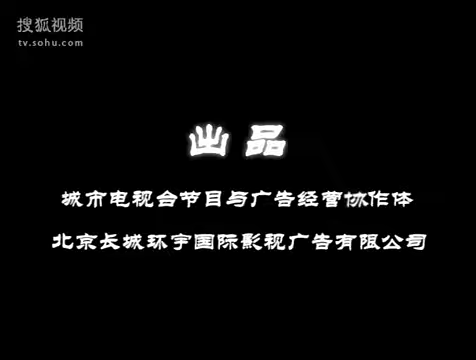 搜狐视频
tv.sohu.com
出品
城市电视台节目与广告经营协作体
北京长城环宇国际影视广告有限公司